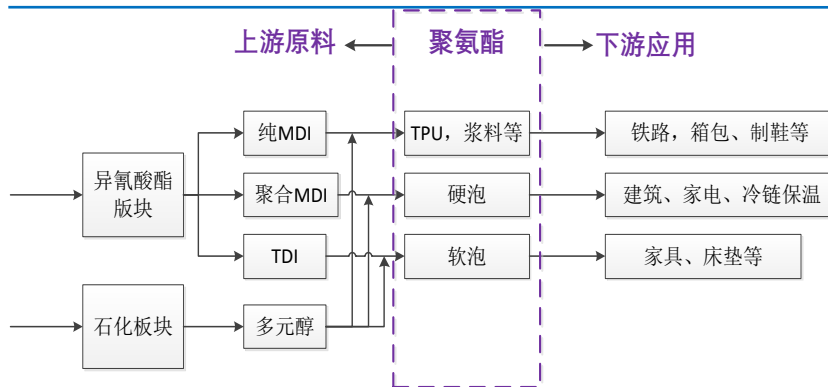 上游原料
聚氨酯
下游应用
纯MDI
TPU，浆料等
铁路，箱包、制鞋等
异氰酸酯
版块
聚合MDI
硬泡
建筑、家电、冷链保温
TDI
软泡
家具、床垫等
石化板块
多元醇